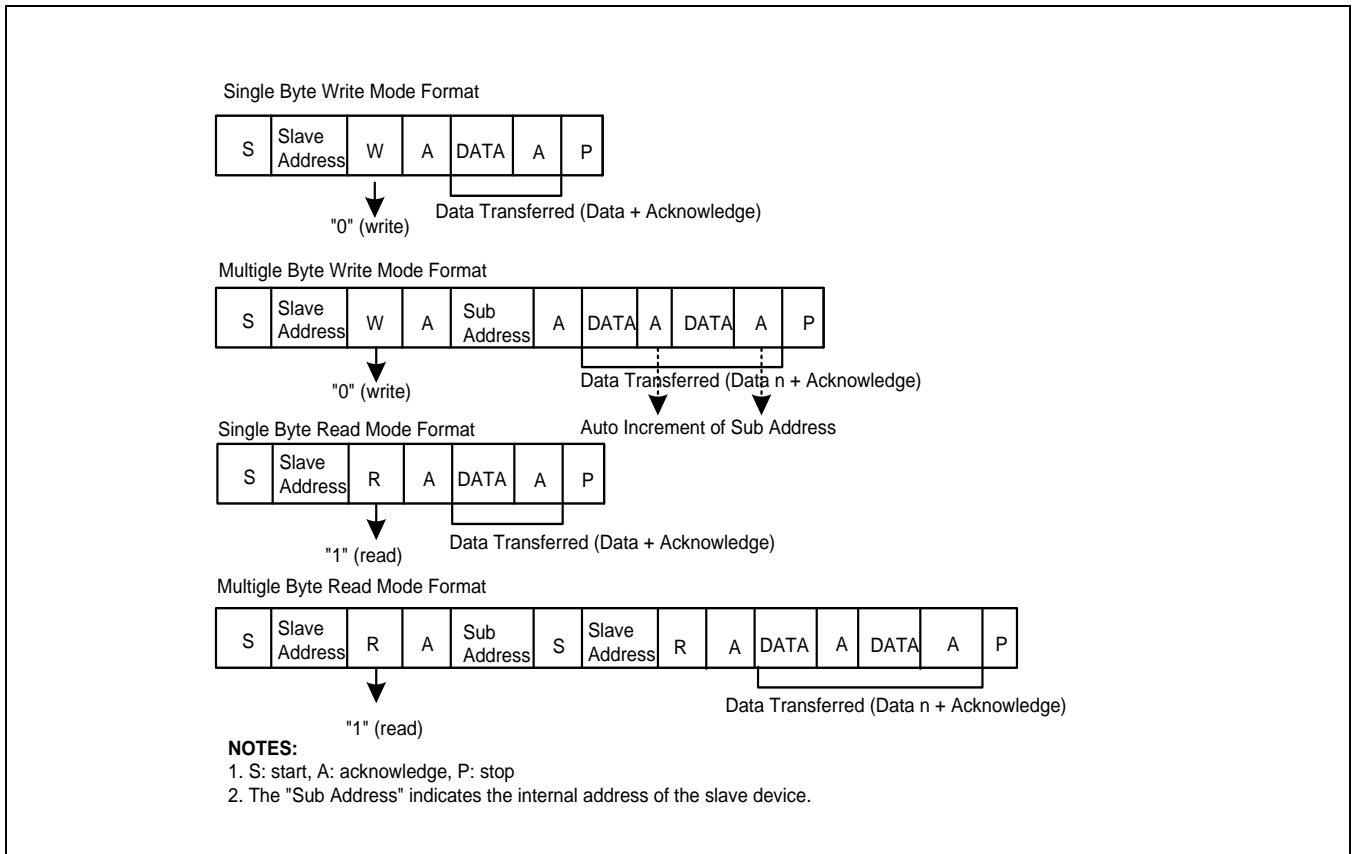 Single Byte Write Mode Format
S Slave Address W A DATA A P
"0" (write)
Data Transferred (Data + Acknowledge)
Multigle Byte Write Mode Format
S Slave Address W A Sub Address A DATA A DATA A P
"0" (write)
Data Transferred (Data n + Acknowledge)
Auto Increment of Sub Address
Single Byte Read Mode Format
S Slave Address R A DATA A P
"1" (read)
Data Transferred (Data + Acknowledge)
Multigle Byte Read Mode Format
S Slave Address R A Sub Address S Slave Address R A DATA A DATA A P
"1" (read)
Data Transferred (Data n + Acknowledge)
NOTES:
1. S: start, A: acknowledge, P: stop
2. The "Sub Address" indicates the internal address of the slave device.